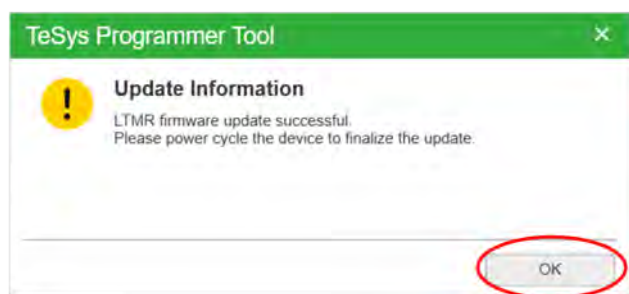 TeSys Programmer Tool
Update Information
LTMR firmware update successful.
Please power cycle the device to finalize the update.
OK